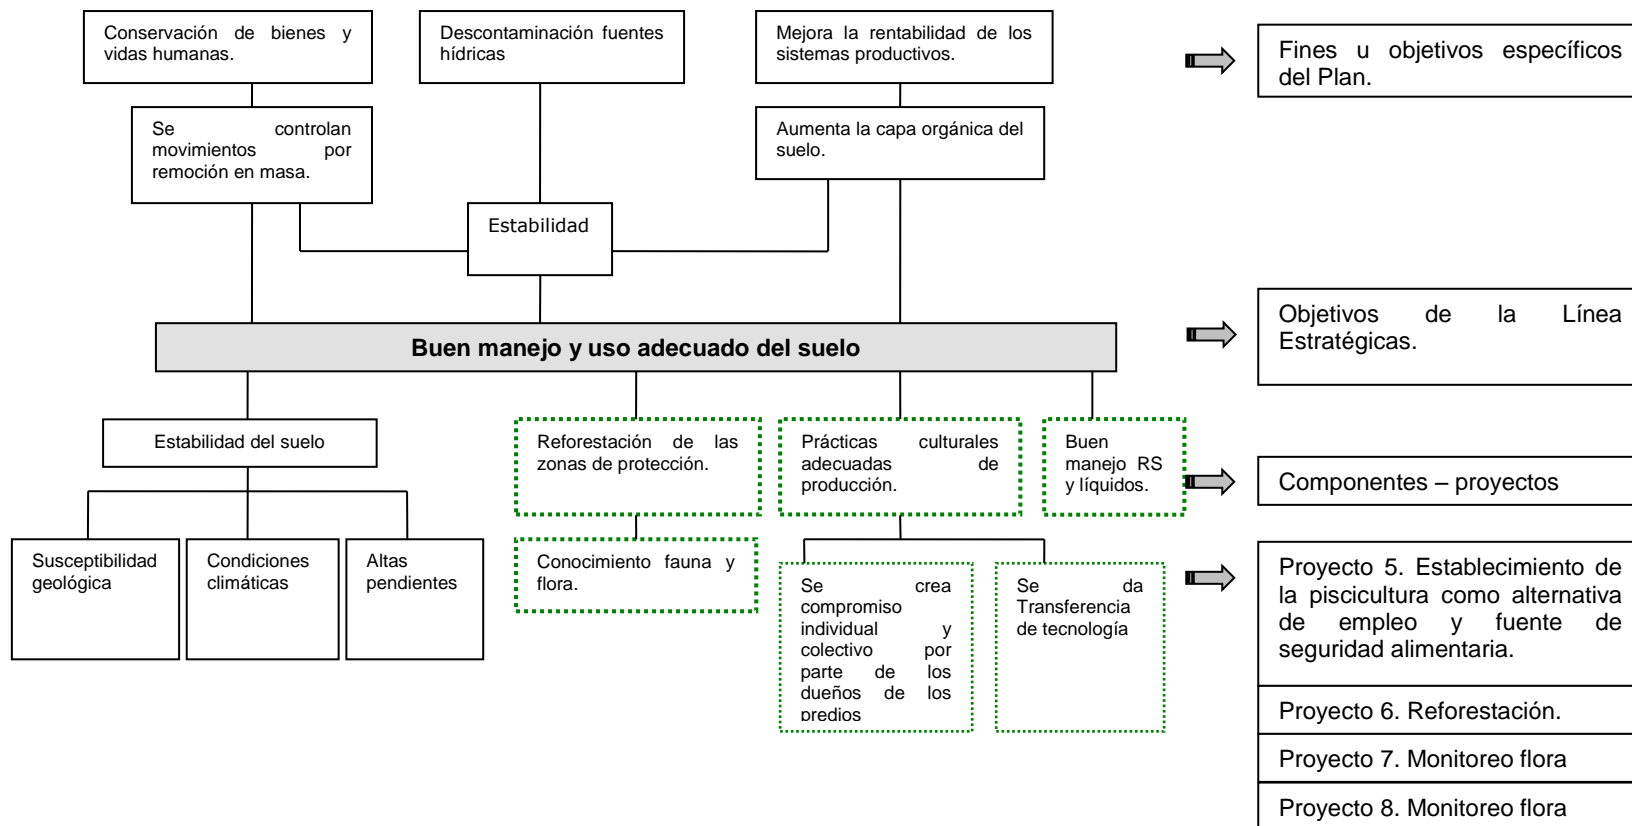 Conservación de bienes y
vidas humanas.
Descontaminación fuentes
hídricas
Mejora la rentabilidad de los
sistemas productivos.
Fines u objetivos específicos
del Plan.
Se controlan
movimientos por
remoción en masa.
Aumenta la capa orgánica del
suelo.
Estabilidad
Buen manejo y uso adecuado del suelo
Objetivos de la Línea
Estratégicas.
Estabilidad del suelo
Reforestación de las
zonas de protección.
Prácticas culturales
adecuadas de
producción.
Buen
manejo RS
y líquidos.
Componentes – proyectos
Susceptibilidad
geológica
Condiciones
climáticas
Altas
pendientes
Conocimiento fauna y
flora.
Se crea
compromiso
individual y
colectivo por
parte de los
dueños de los
predios
Se da
Transferencia
de tecnología
Proyecto 5. Establecimiento de
la piscicultura como alternativa
de empleo y fuente de
seguridad alimentaria.
Proyecto 6. Reforestación.
Proyecto 7. Monitoreo flora
Proyecto 8. Monitoreo flora